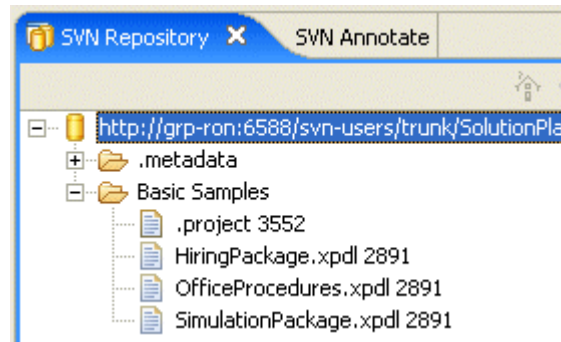 SVN Repository SVN Annotate
http://grp-ron:6588/svn-users/trunk/SolutionPla
.metadata
Basic Samples
.project 3552
HiringPackage.xpdl 2891
OfficeProcedures.xpdl 2891
SimulationPackage.xpdl 2891